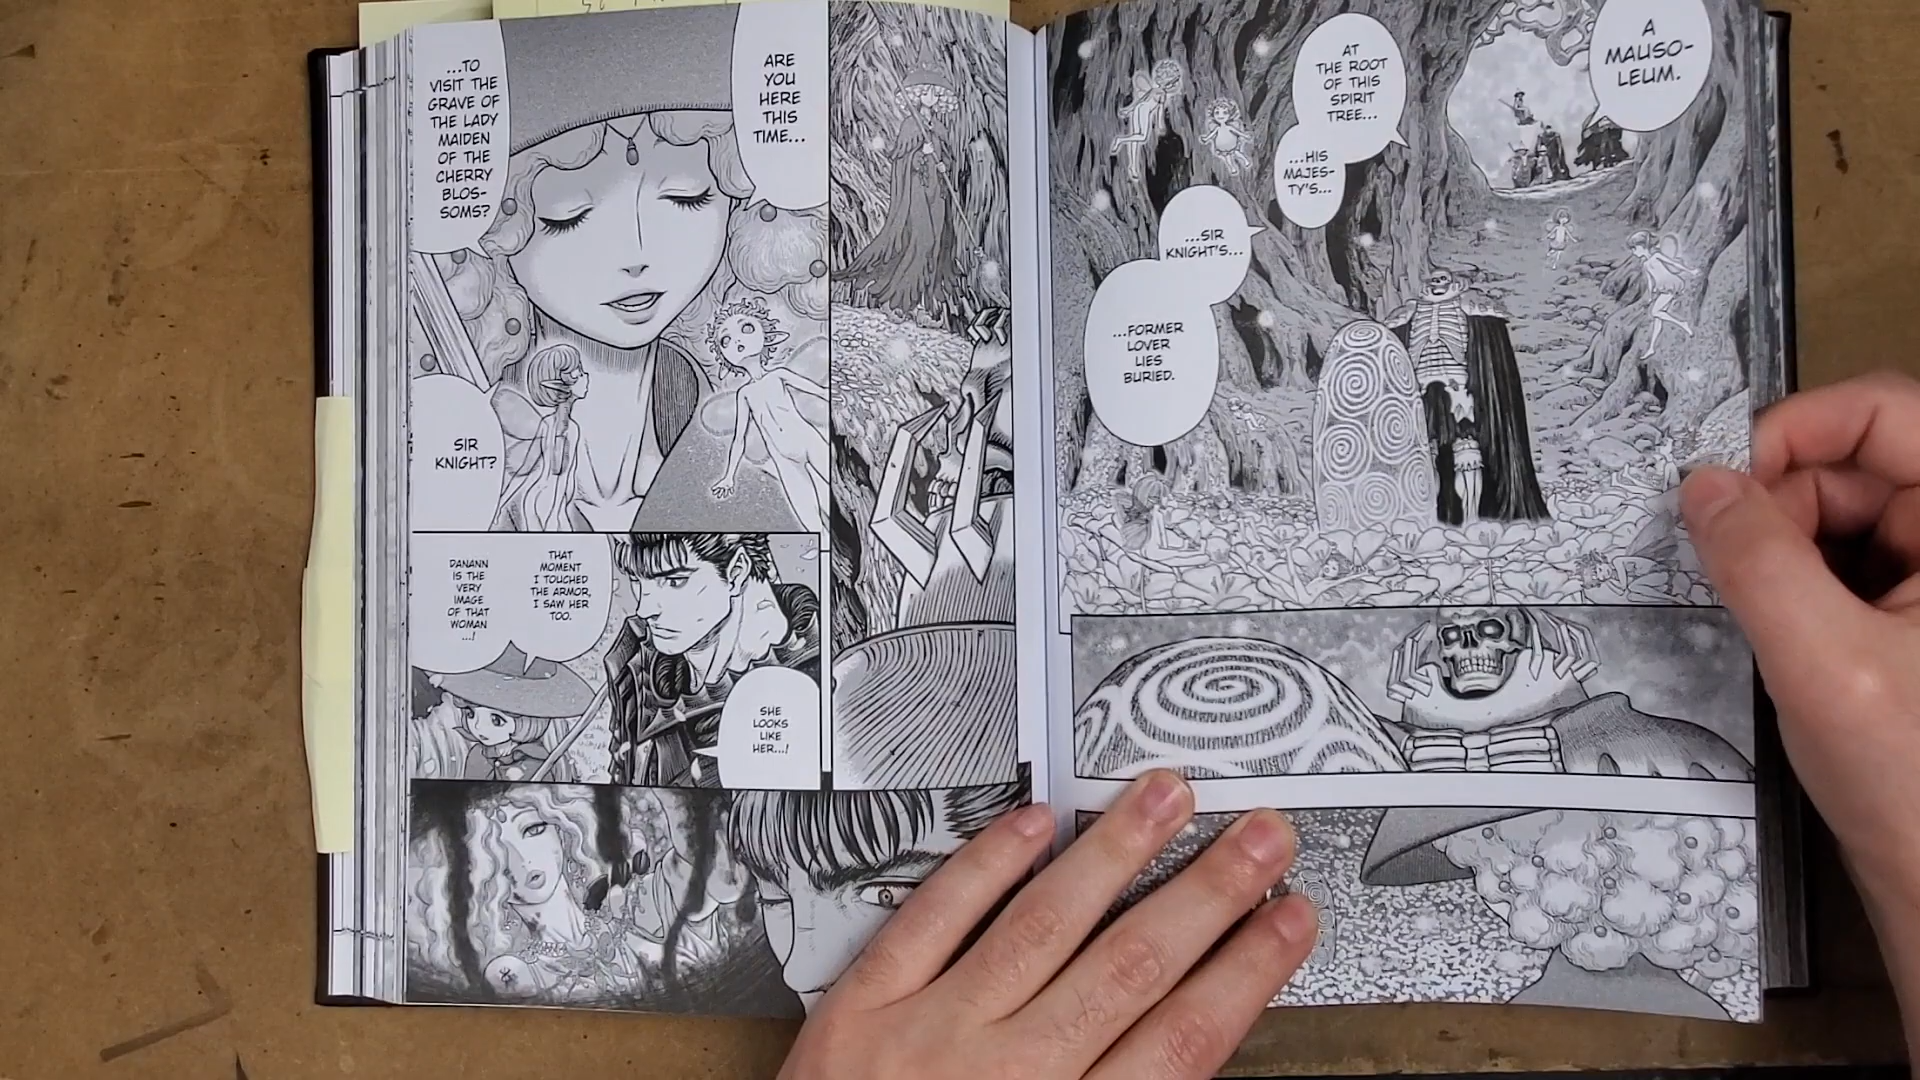 A
MAUSO-
LEUM.
AT
THE ROOT
OF THIS
SPIRIT
TREE...
...HIS
MAJES-
TY'S...
...SIR
KNIGHT'S...
...FORMER
LOVER
LIES
BURIED.
ARE
YOU
HERE
THIS
TIME...
...TO
VISIT THE
GRAVE OF
THE LADY
MAIDEN
OF THE
CHERRY
BLOS-
SOMS?
SIR
KNIGHT?
SHE
LOOKS
LIKE
HER...!
THAT
MOMENT
I TOUCHED
THE ARMOR,
I SAW HER
TOO.
DANANN
IS THE
VERY
IMAGE
OF THAT
WOMAN
...!